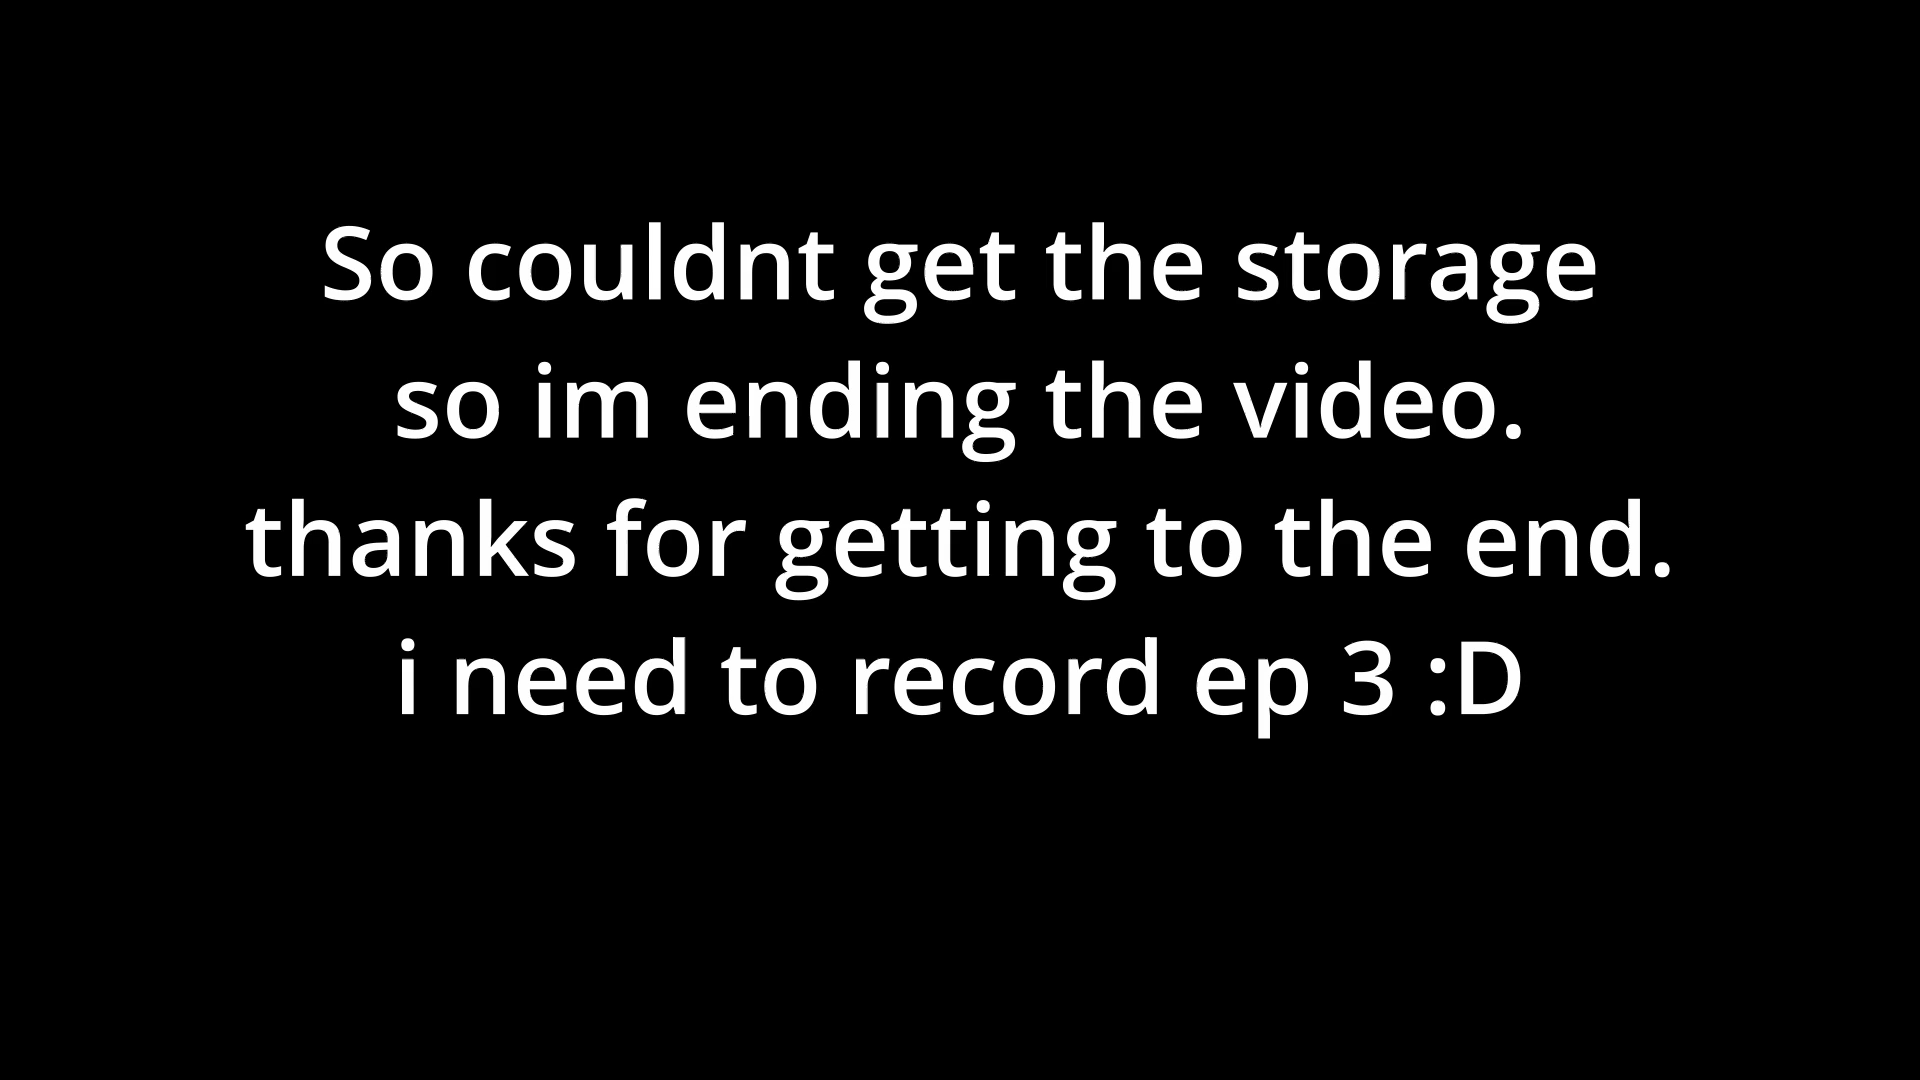 So couldnt get the storage
so im ending the video.
thanks for getting to the end.
i need to record ep 3 :D